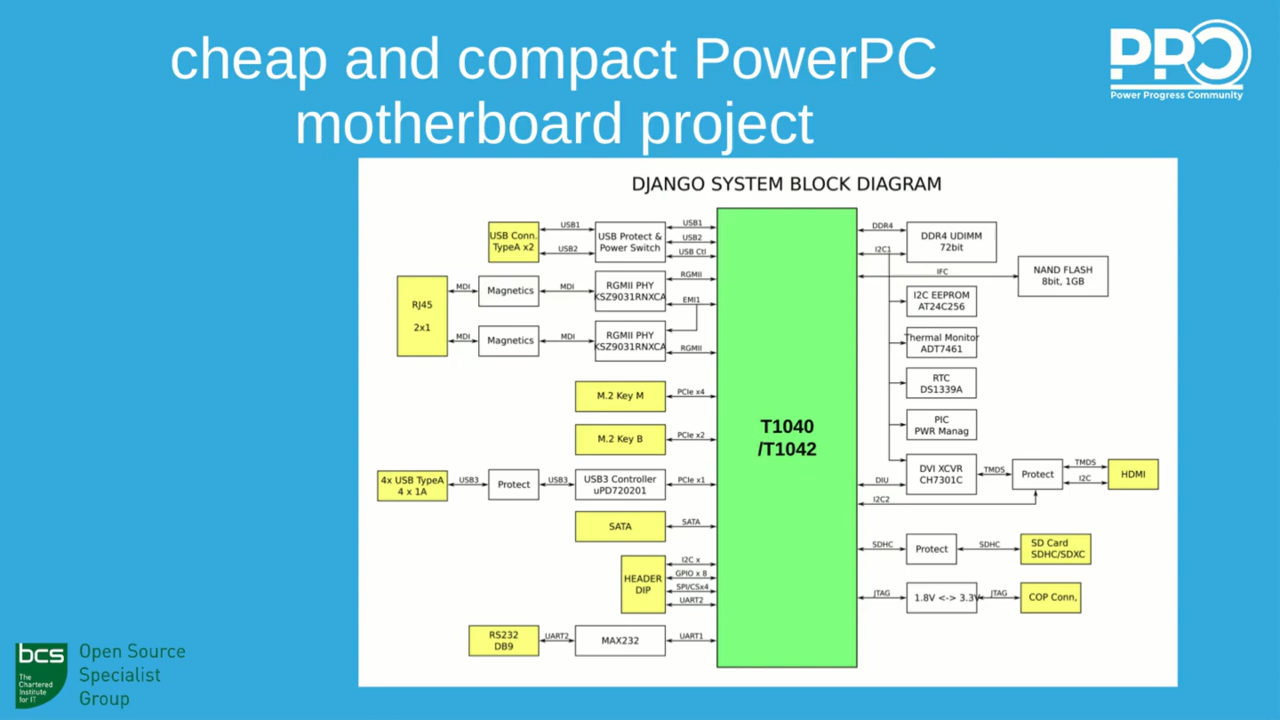 cheap and compact PowerPC
motherboard project
PPC
Power Progress Community
DJANGO SYSTEM BLOCK DIAGRAM
USB Conn.
TypeA x2
USB1
USB2
USB Protect &
Power Switch
USB1
USB2
USB Ctl
RJ45
2x1
MDI
Magnetics
MDI
RGMII PHY
KSZ9031RNXCA
RGMII
EMI1
MDI
Magnetics
MDI
RGMII PHY
KSZ9031RNXCA
RGMII
M.2 Key M
PCIe x4
M.2 Key B
PCIe x2
4x USB TypeA
4 x 1A
USB3
Protect
USB3
USB3 Controller
uPD720201
PCIe x1
SATA
SATA
HEADER
DIP
I2C x
GPIO x 8
SPI/CSx4
UART2
RS232
DB9
UART2
MAX232
UART1
T1040
/T1042
DDR4
I2C1
DDR4 UDIMM
72bit
IFC
NAND FLASH
8bit, 1GB
I2C EEPROM
AT24C256
Thermal Monitor
ADT7461
RTC
DS1339A
PIC
PWR Manag
DIU
DVI XCVR
CH7301C
TMDS
Protect
TMDS
I2C
HDMI
I2C2
SDHC
Protect
SDHC
SD Card
SDHC/SDXC
JTAG
1.8V <-> 3.3V
JTAG
COP Conn,
bcs
The
Chartered
Institute
for IT
Open Source
Specialist
Group